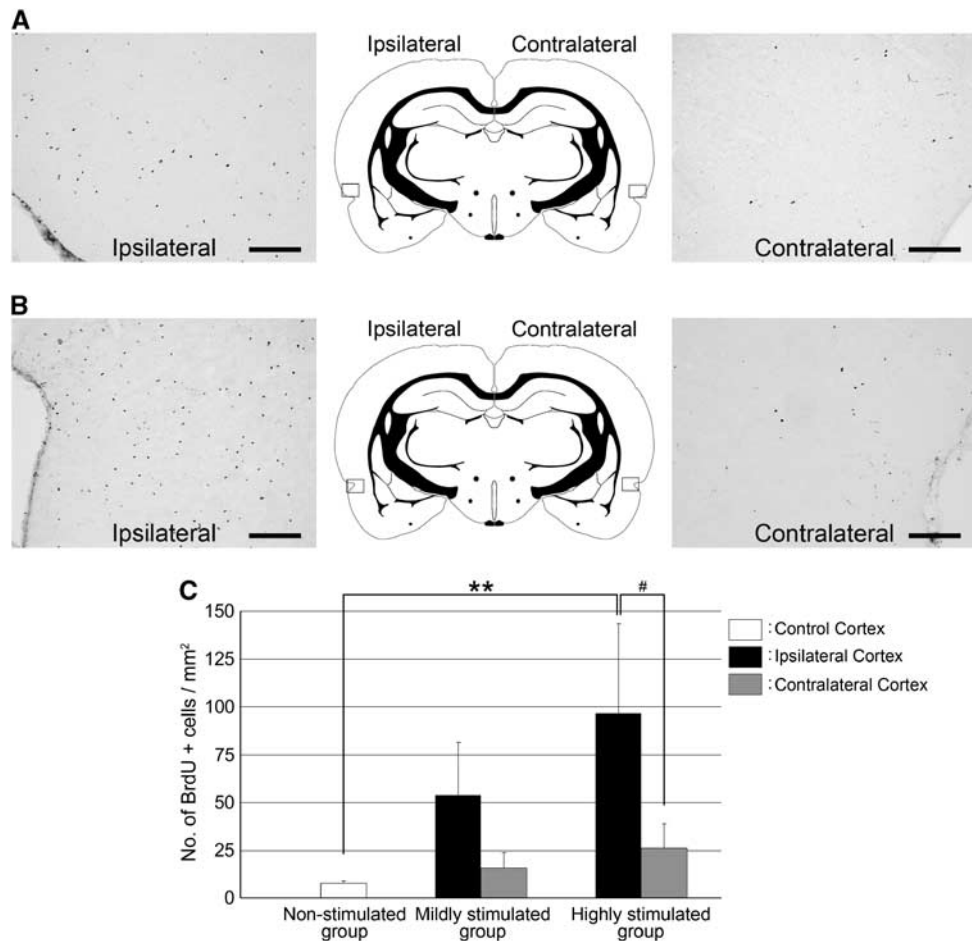 A
Ipsilateral
Ipsilateral Contralateral
Contralateral
B
Ipsilateral
Ipsilateral Contralateral
Contralateral
C
**
#
150
125
100
75
50
25
0
No. of BrdU + cells / mm²
Non-stimulated
group
Mildly stimulated
group
Highly stimulated
group
:Control Cortex
:Ipsilateral Cortex
:Contralateral Cortex